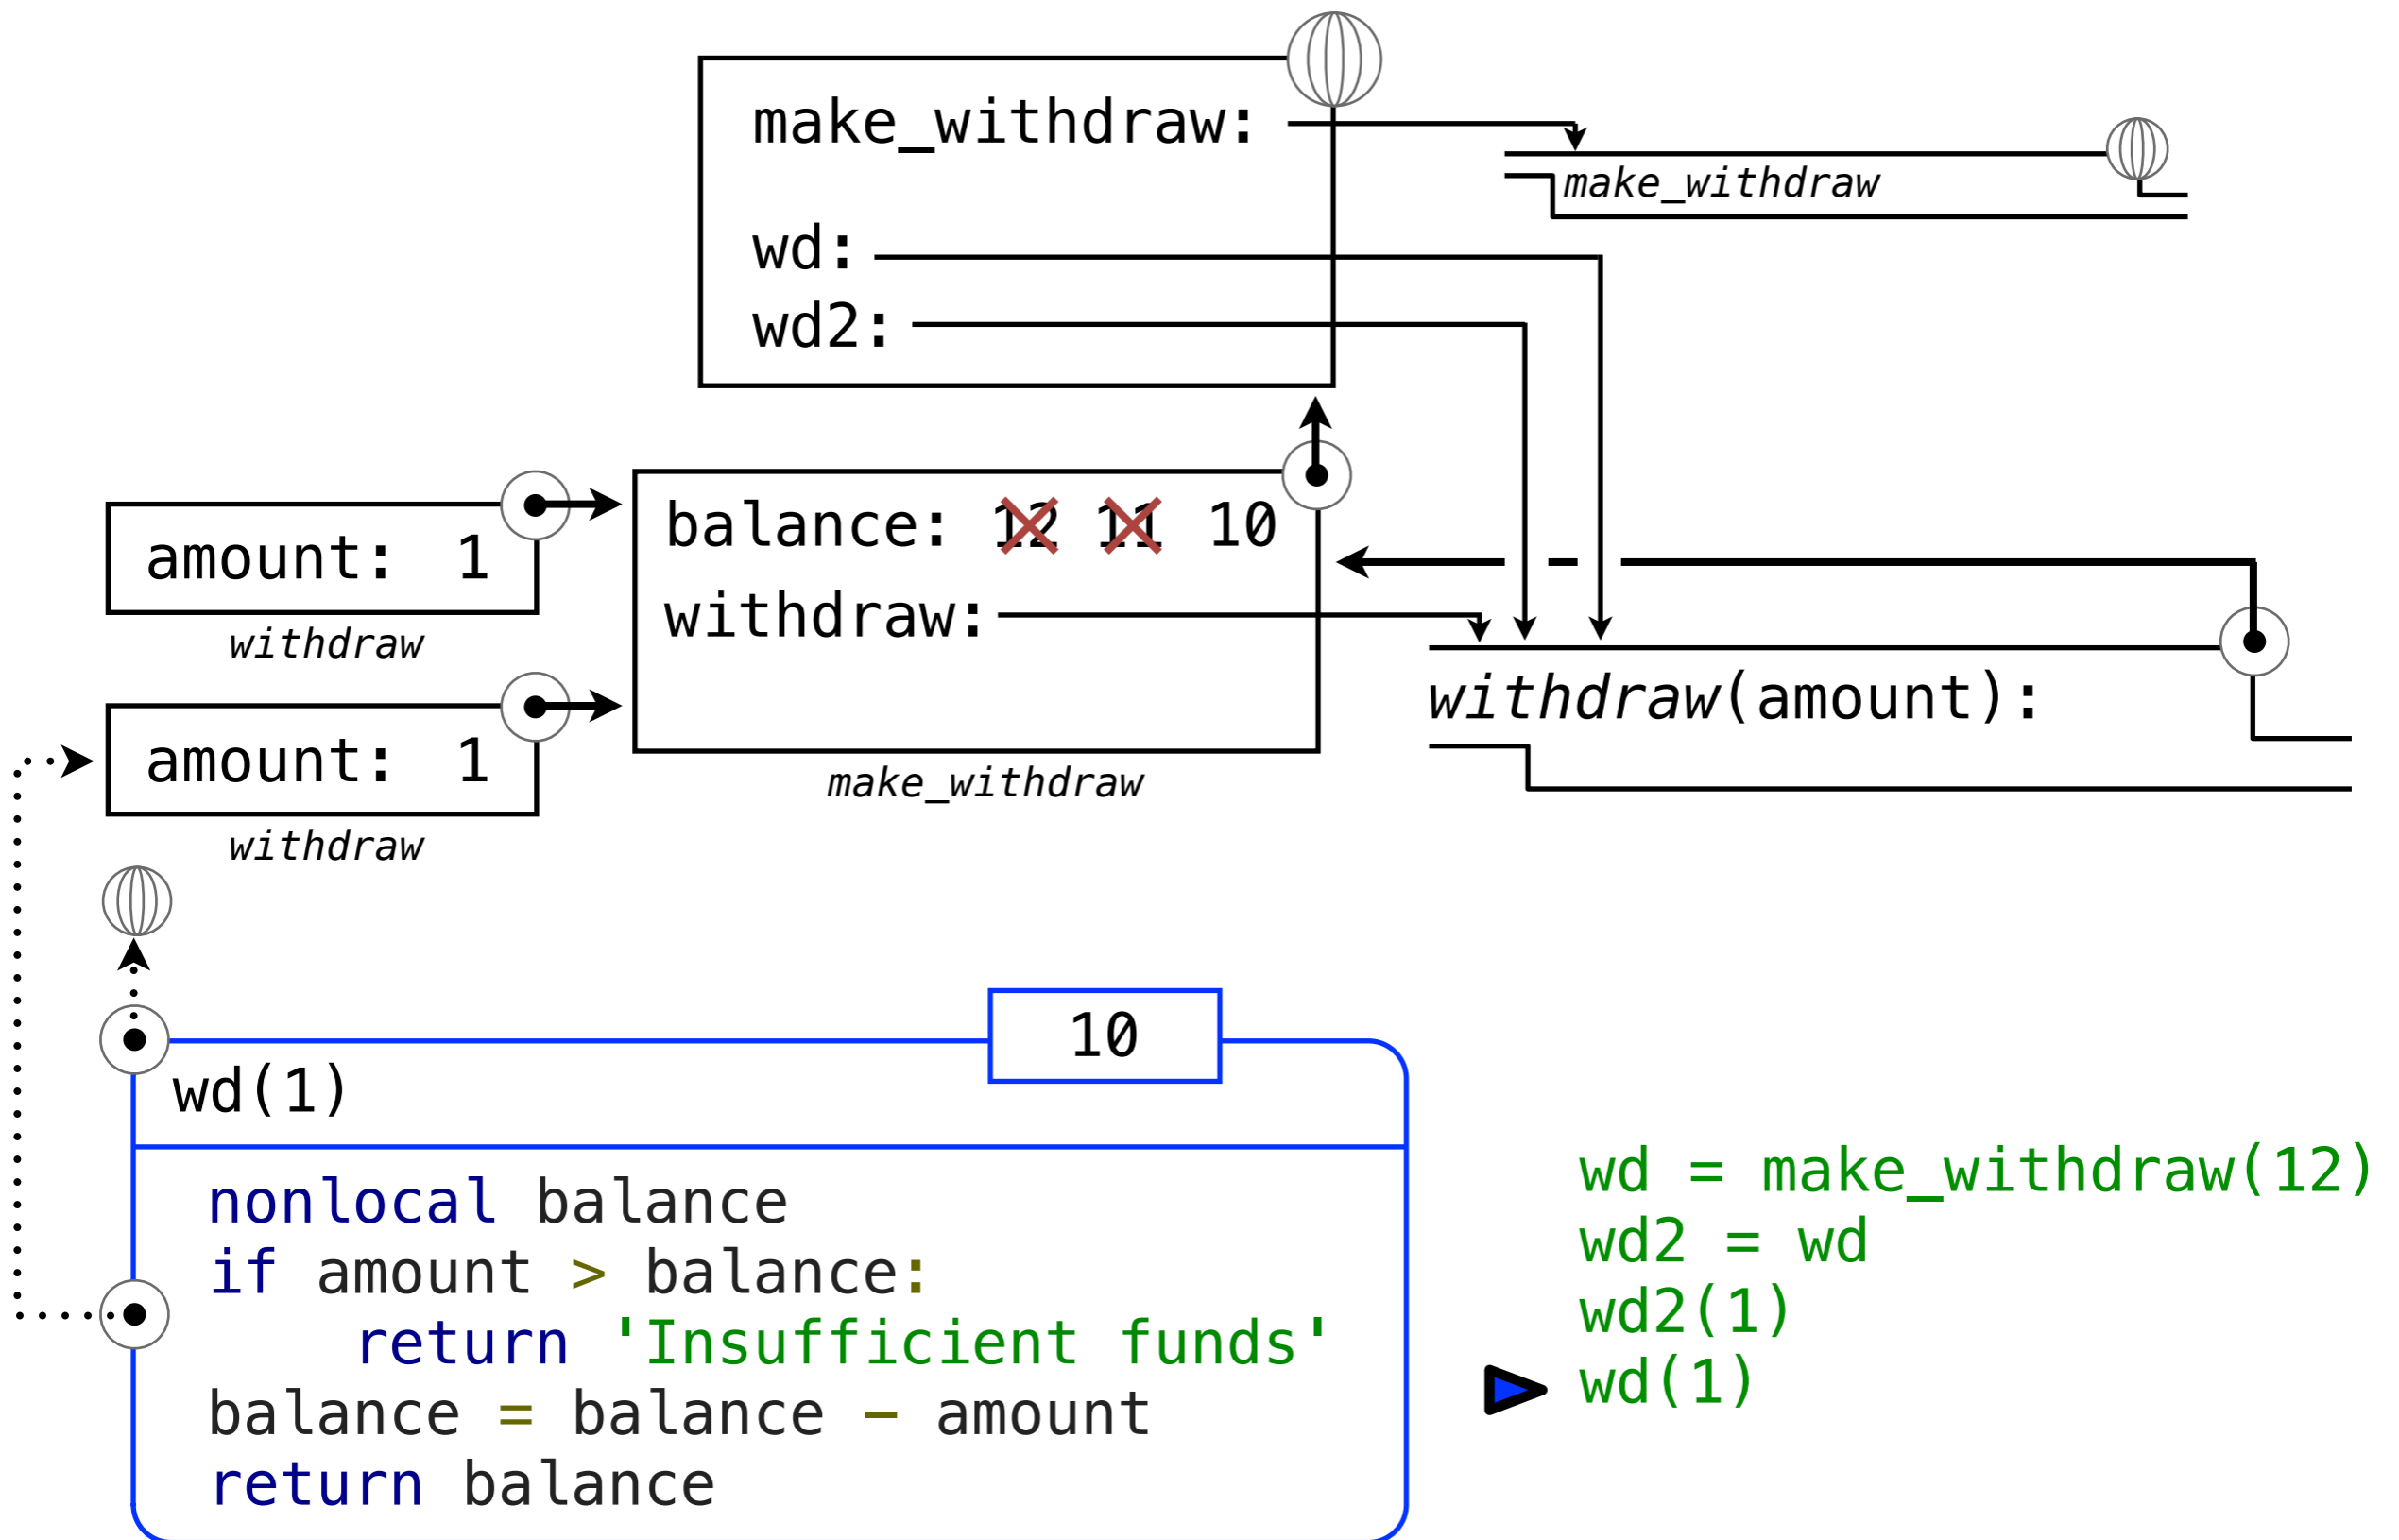 make_withdraw:
make_withdraw
wd:
wd2:
balance: 12 11 10
amount: 1
withdraw:
withdraw
withdraw(amount):
amount: 1
make_withdraw
withdraw
10
wd(1)
nonlocal balance
if amount > balance:
return 'Insufficient funds'
balance = balance - amount
return balance
wd = make_withdraw(12)
wd2 = wd
wd2(1)
wd(1)